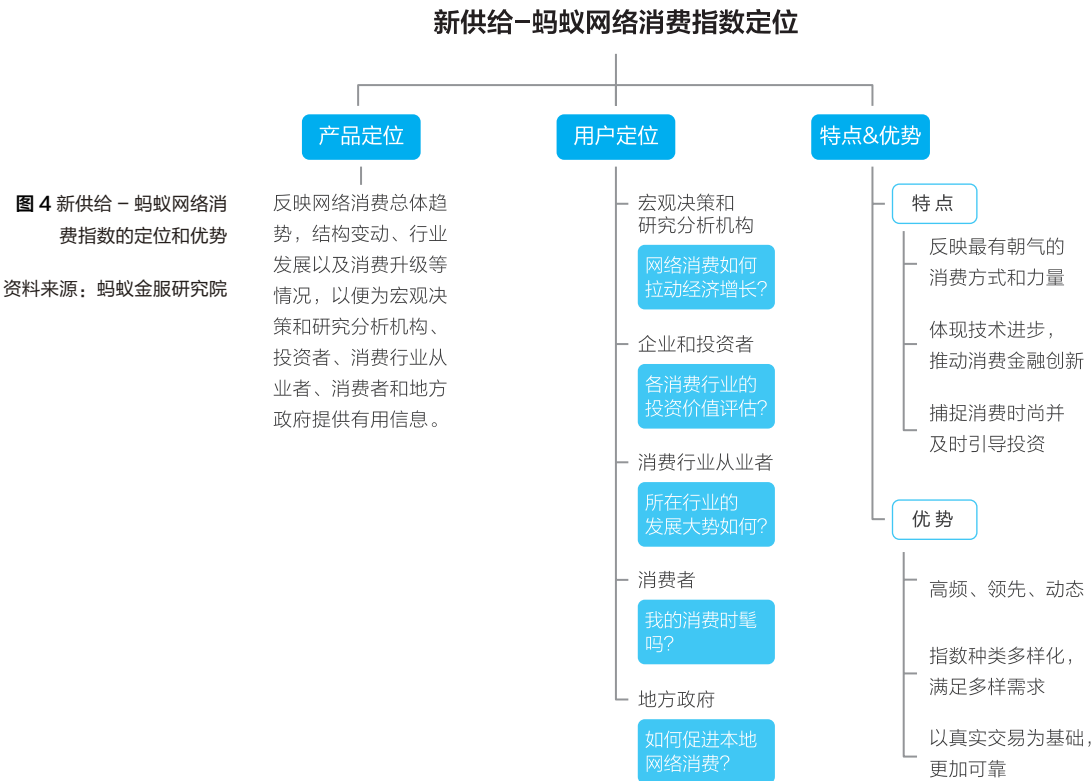 新供给–蚂蚁网络消费指数定位
图 4 新供给 – 蚂蚁网络消
费指数的定位和优势
资料来源：蚂蚁金服研究院
产品定位
反映网络消费总体趋
势，结构变动、行业
发展以及消费升级等
情况，以便为宏观决
策和研究分析机构、
投资者、消费行业从
业者、消费者和地方
政府提供有用信息。
用户定位
宏观决策和
研究分析机构
网络消费如何
拉动经济增长?
企业和投资者
各消费行业的
投资价值评估?
消费行业从业者
所在行业的
发展大势如何?
消费者
我的消费时髦
吗?
地方政府
如何促进本地
网络消费?
特点&优势
特 点
反映最有朝气的
消费方式和力量
体现技术进步，
推动消费金融创新
捕捉消费时尚并
及时引导投资
优 势
高频、领先、动态
指数种类多样化，
满足多样需求
以真实交易为基础，
更加可靠